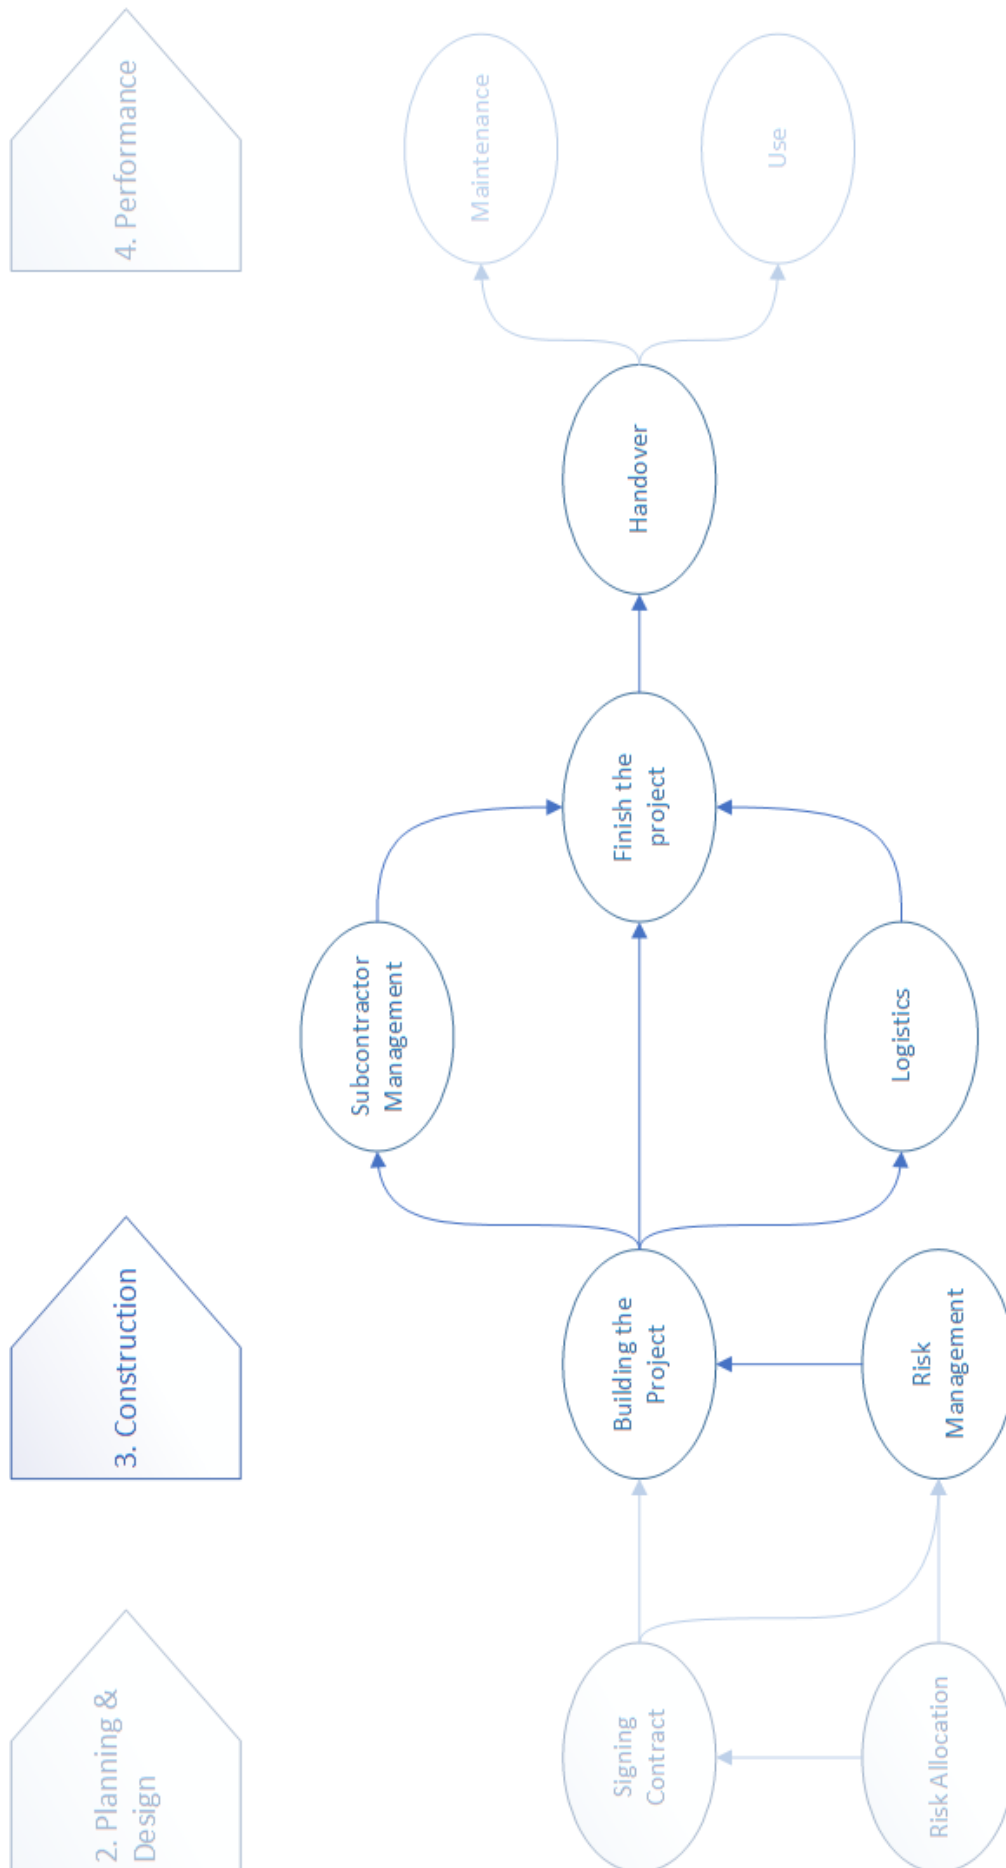 2. Planning &
Design
3. Construction
4. Performance
Subcontractor
Management
Maintenance
Signing
Contract
Building the
Project
Finish the
project
Handover
Use
Risk Allocation
Risk
Management
Logistics